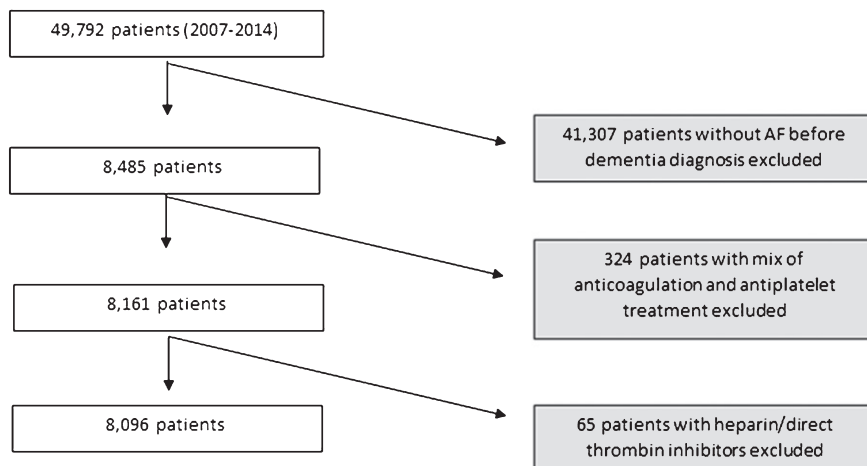 49,792 patients (2007-2014)
41,307 patients without AF before
dementia diagnosis excluded
8,485 patients
324 patients with mix of
anticoagulation and antiplatelet
treatment excluded
8,161 patients
65 patients with heparin/direct
thrombin inhibitors excluded
8,096 patients